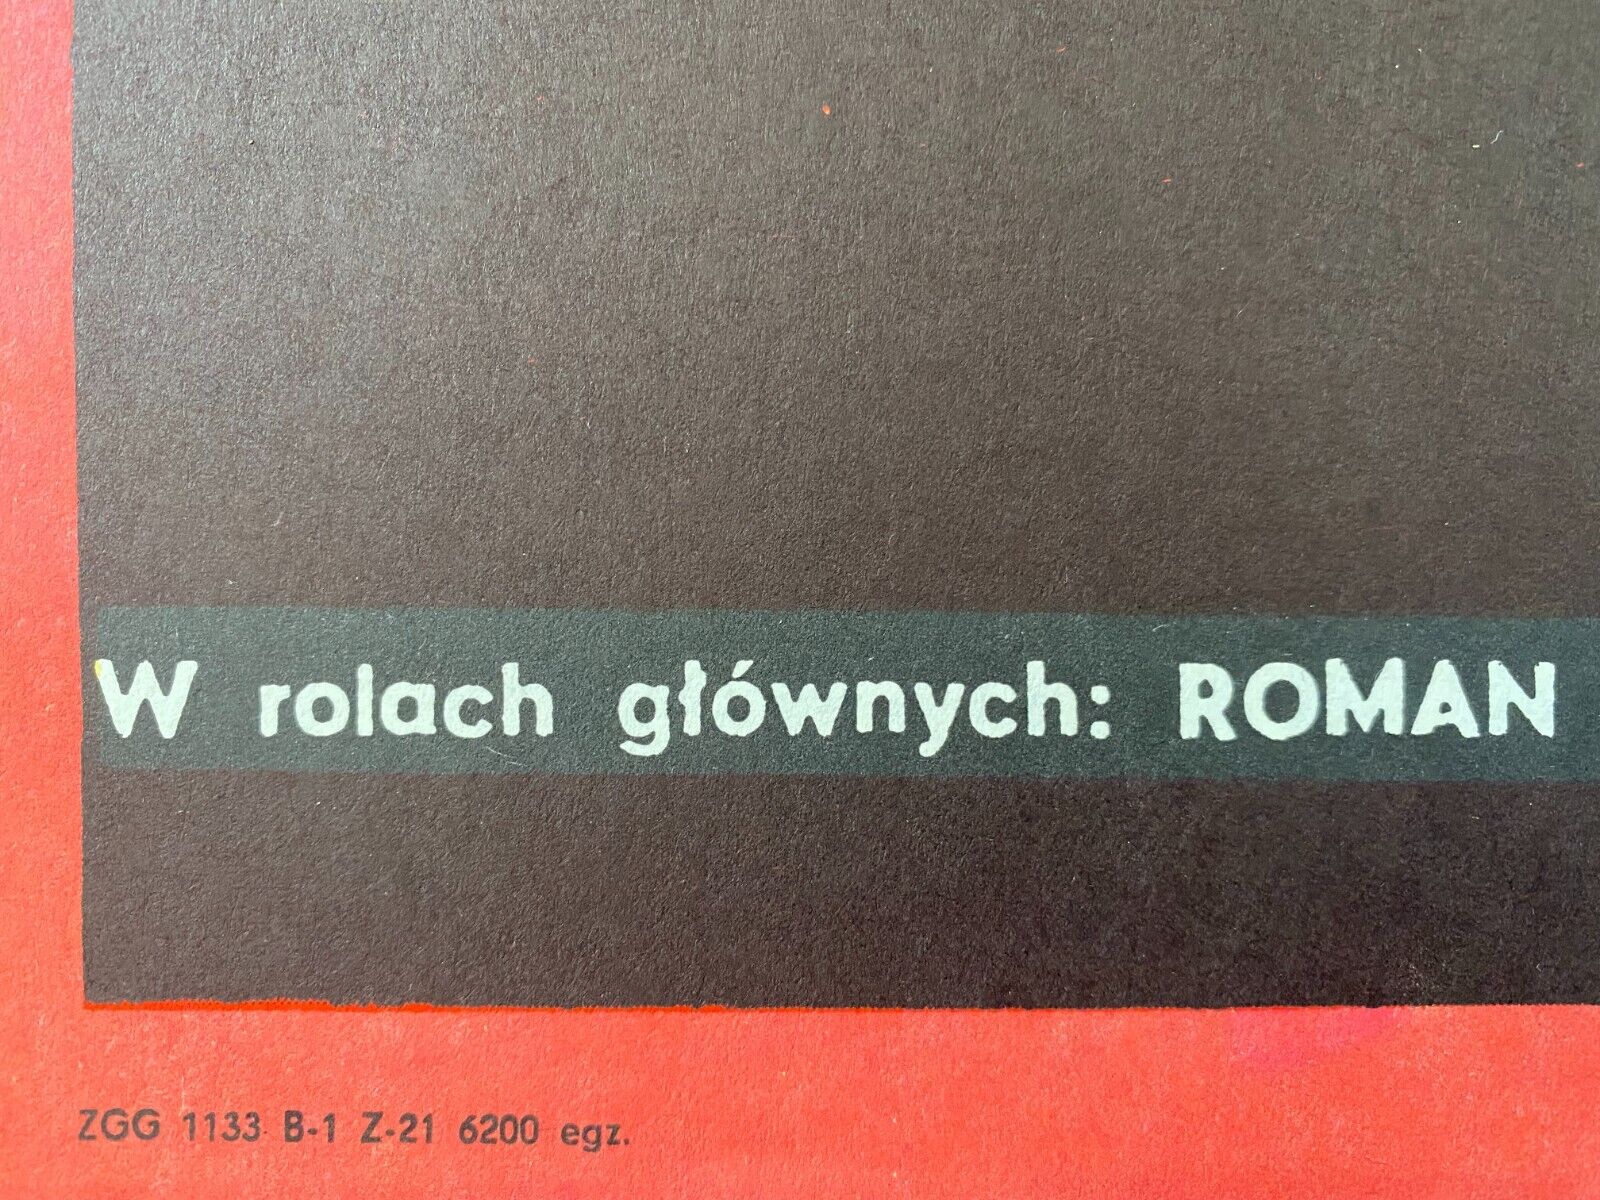 W rolach głównych: ROMAN
ZGG 1133 B-1 Z-21 6200 egz.